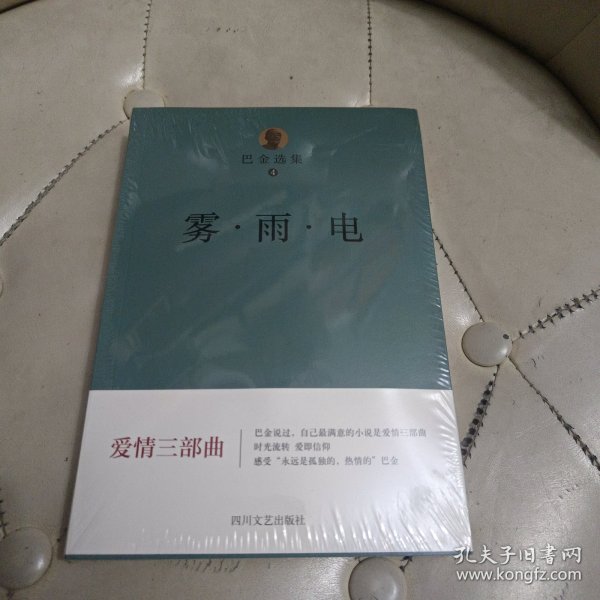 巴金选集
4
雾·雨·电
爱情三部曲
巴金说过，自己最满意的小说是爱情三部曲
时光流转 爱即信仰
感受“永远是孤独的、热情的”巴金
四川文艺出版社
孔夫子旧书网
www.kongfz.com